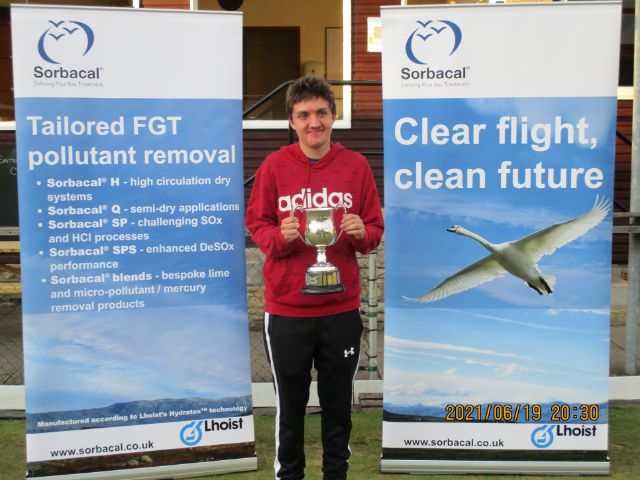 Sorbacal®
Defining Flue Gas Treatment
Tailored FGT
pollutant removal
• Sorbacal® H - high circulation dry
systems
• Sorbacal® Q - semi-dry applications
• Sorbacal® SP - challenging SOx
and HCl processes
• Sorbacal® SPS - enhanced DeSOx
performance
• Sorbacal® blends - bespoke lime
and micro-pollutant / mercury
removal products
Manufactured according to Lhoist's Hydratex™ technology
www.sorbacal.co.uk
Lhoist
adidas
Sorbacal®
Defining Flue Gas Treatment
Clear flight,
clean future
2021/06/19 20:30
www.sorbacal.co.uk
Lhoist